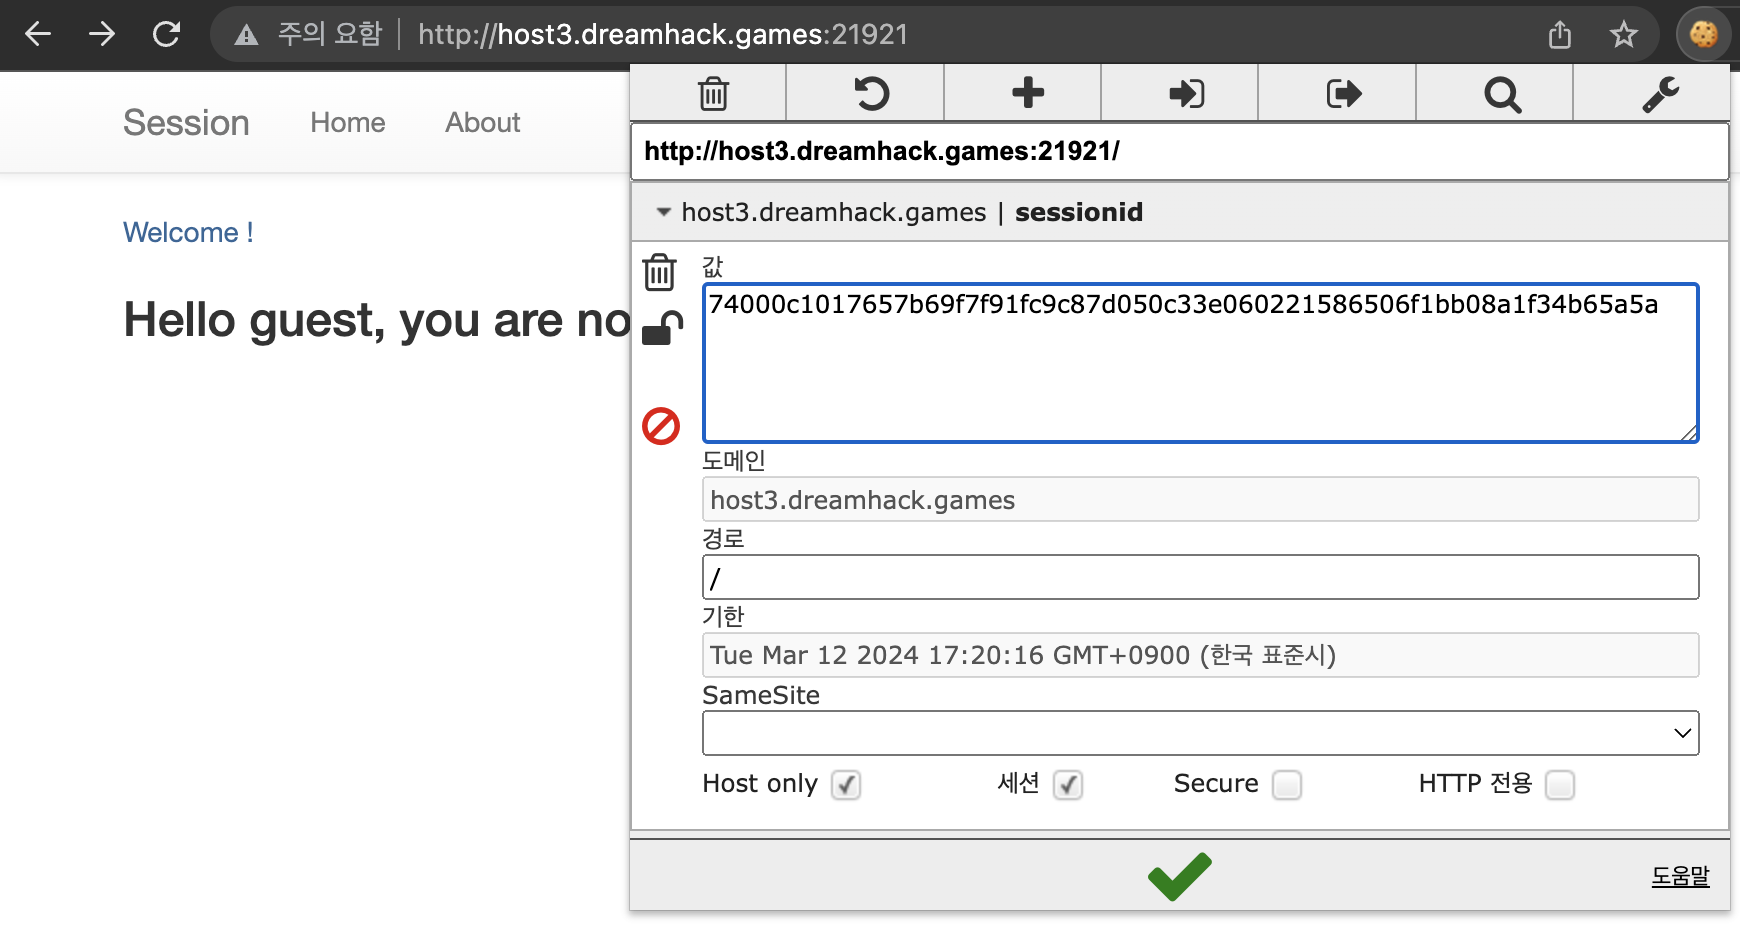 주의 요함 http://host3.dreamhack.games:21921
Session Home About
Welcome !
Hello guest, you are no
http://host3.dreamhack.games:21921/
host3.dreamhack.games | sessionid
값
74000c1017657b69f7f91fc9c87d050c33e060221586506f1bb08a1f34b65a5a
도메인
host3.dreamhack.games
경로
/
기한
Tue Mar 12 2024 17:20:16 GMT+0900 (한국 표준시)
SameSite
Host only 세션 Secure HTTP 전용
도움말